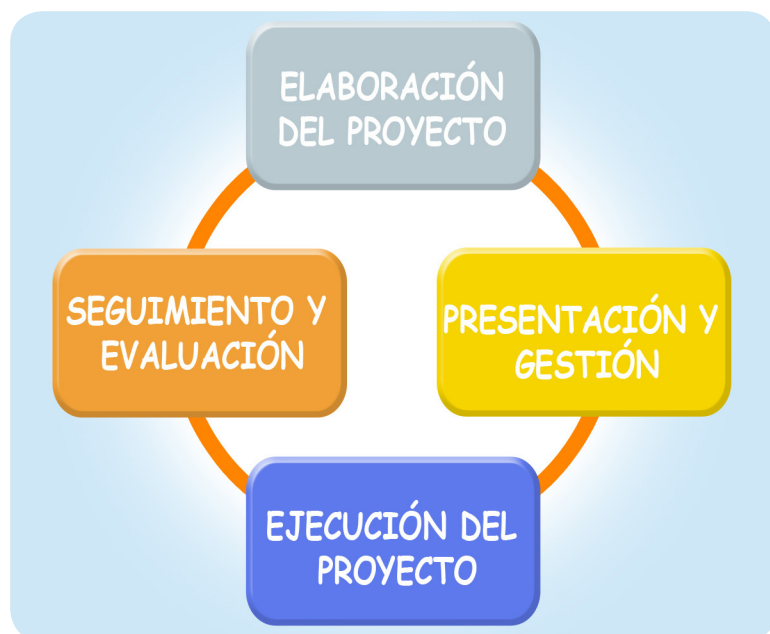 ELABORACIÓN
DEL PROYECTO
PRESENTACIÓN Y
GESTIÓN
EJECUCIÓN DEL
PROYECTO
SEGUIMIENTO Y
EVALUACIÓN